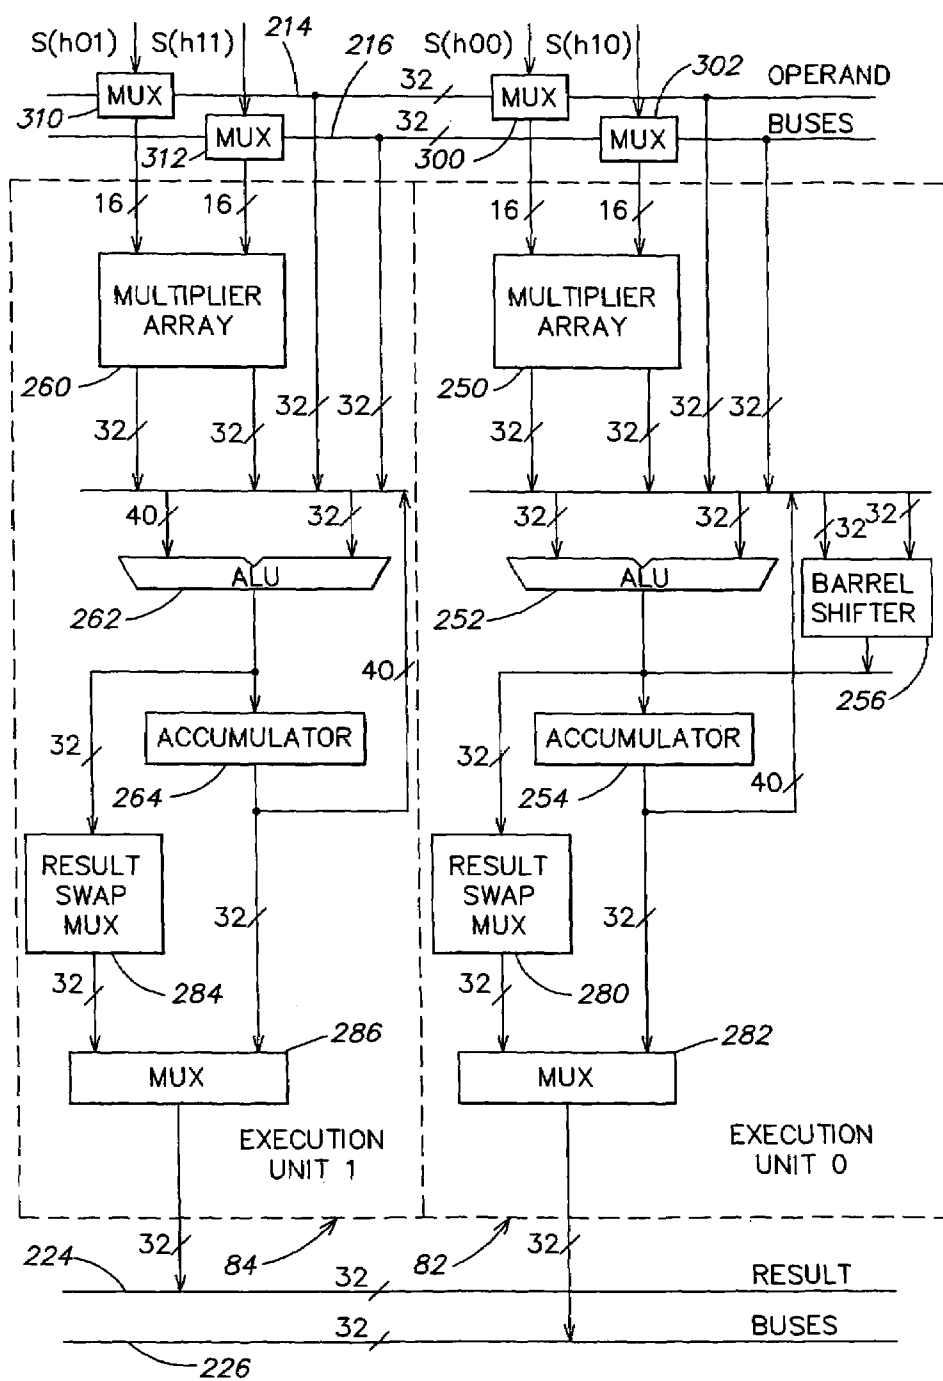 S(h01) S(h11) 214 216 S(h00) S(h10) 302
32 OPERAND
MUX MUX
310 32 BUSES
MUX MUX
312 300
16 16 16 16
MULTIPLIER
ARRAY
MULTIPLIER
ARRAY
260 250
32 32 32 32
32 32 32 32
40 32 32 32 32 32
ALU ALU
BARREL
SHIFTER
262 252
40 256
ACCUMULATOR ACCUMULATOR
32 32
264 254 40
RESULT
SWAP
MUX
RESULT
SWAP
MUX
32 32
32 284 32 280
286 282
MUX MUX
EXECUTION
UNIT 1
EXECUTION
UNIT 0
32 84 82 32
224 32 RESULT
32 BUSES
226